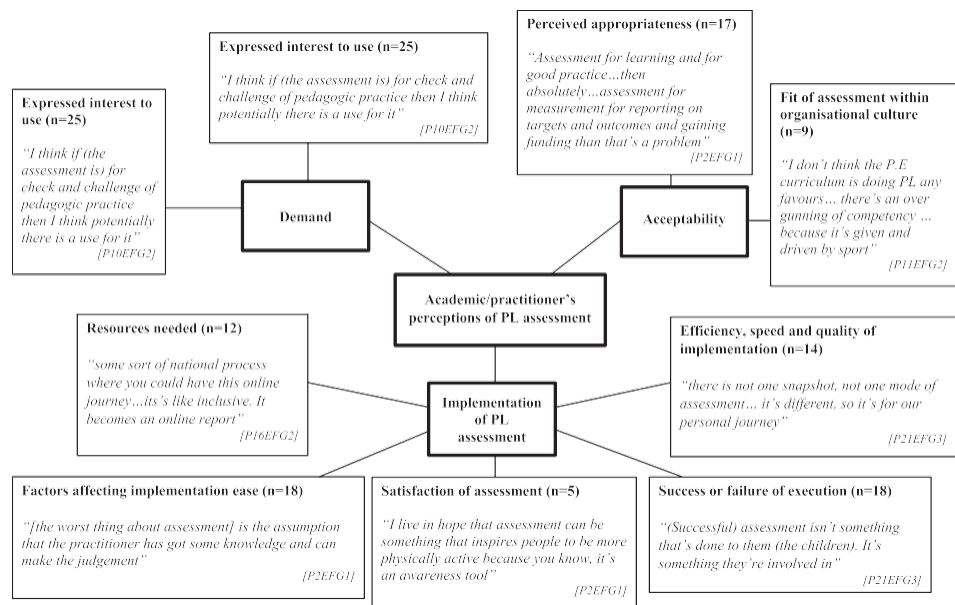 Expressed interest to use (n=25)
“I think if (the assessment is) for check and
challenge of pedagogic practice then I think
potentially there is a use for it”
[P10EFG2]
Perceived appropriateness (n=17)
“Assessment for learning and for
good practice…then
absolutely…assessment for
measurement for reporting on
targets and outcomes and gaining
funding than that’s a problem”
[P2EFG1]
Expressed interest to
use (n=25)
“I think if (the
assessment is) for
check and challenge of
pedagogic practice
then I think potentially
there is a use for it”
[P10EFG2]
Fit of assessment within
organisational culture
(n=9)
“I don’t think the P.E
curriculum is doing PL any
favours… there’s an over
gunning of competency …
because it’s given and
driven by sport”
[P11EFG2]
Demand
Acceptability
Academic/practitioner’s
perceptions of PL assessment
Resources needed (n=12)
“some sort of national process
where you could have this online
journey…its’s like inclusive. It
becomes an online report”
[P16EFG2]
Efficiency, speed and quality of
implementation (n=14)
“there is not one snapshot, not one mode of
assessment… it’s different, so it’s for our
personal journey”
[P21EFG3]
Implementation
of PL
assessment
Factors affecting implementation ease (n=18)
“[the worst thing about assessment] is the assumption
that the practitioner has got some knowledge and can
make the judgement”
[P2EFG1]
Satisfaction of assessment (n=5)
“I live in hope that assessment can be
something that inspires people to be more
physically active because you know, it’s
an awareness tool”
[P2EFG1]
Success or failure of execution (n=18)
“(Successful) assessment isn’t something
that’s done to them (the children). It’s
something they’re involved in”
[P21EFG3]